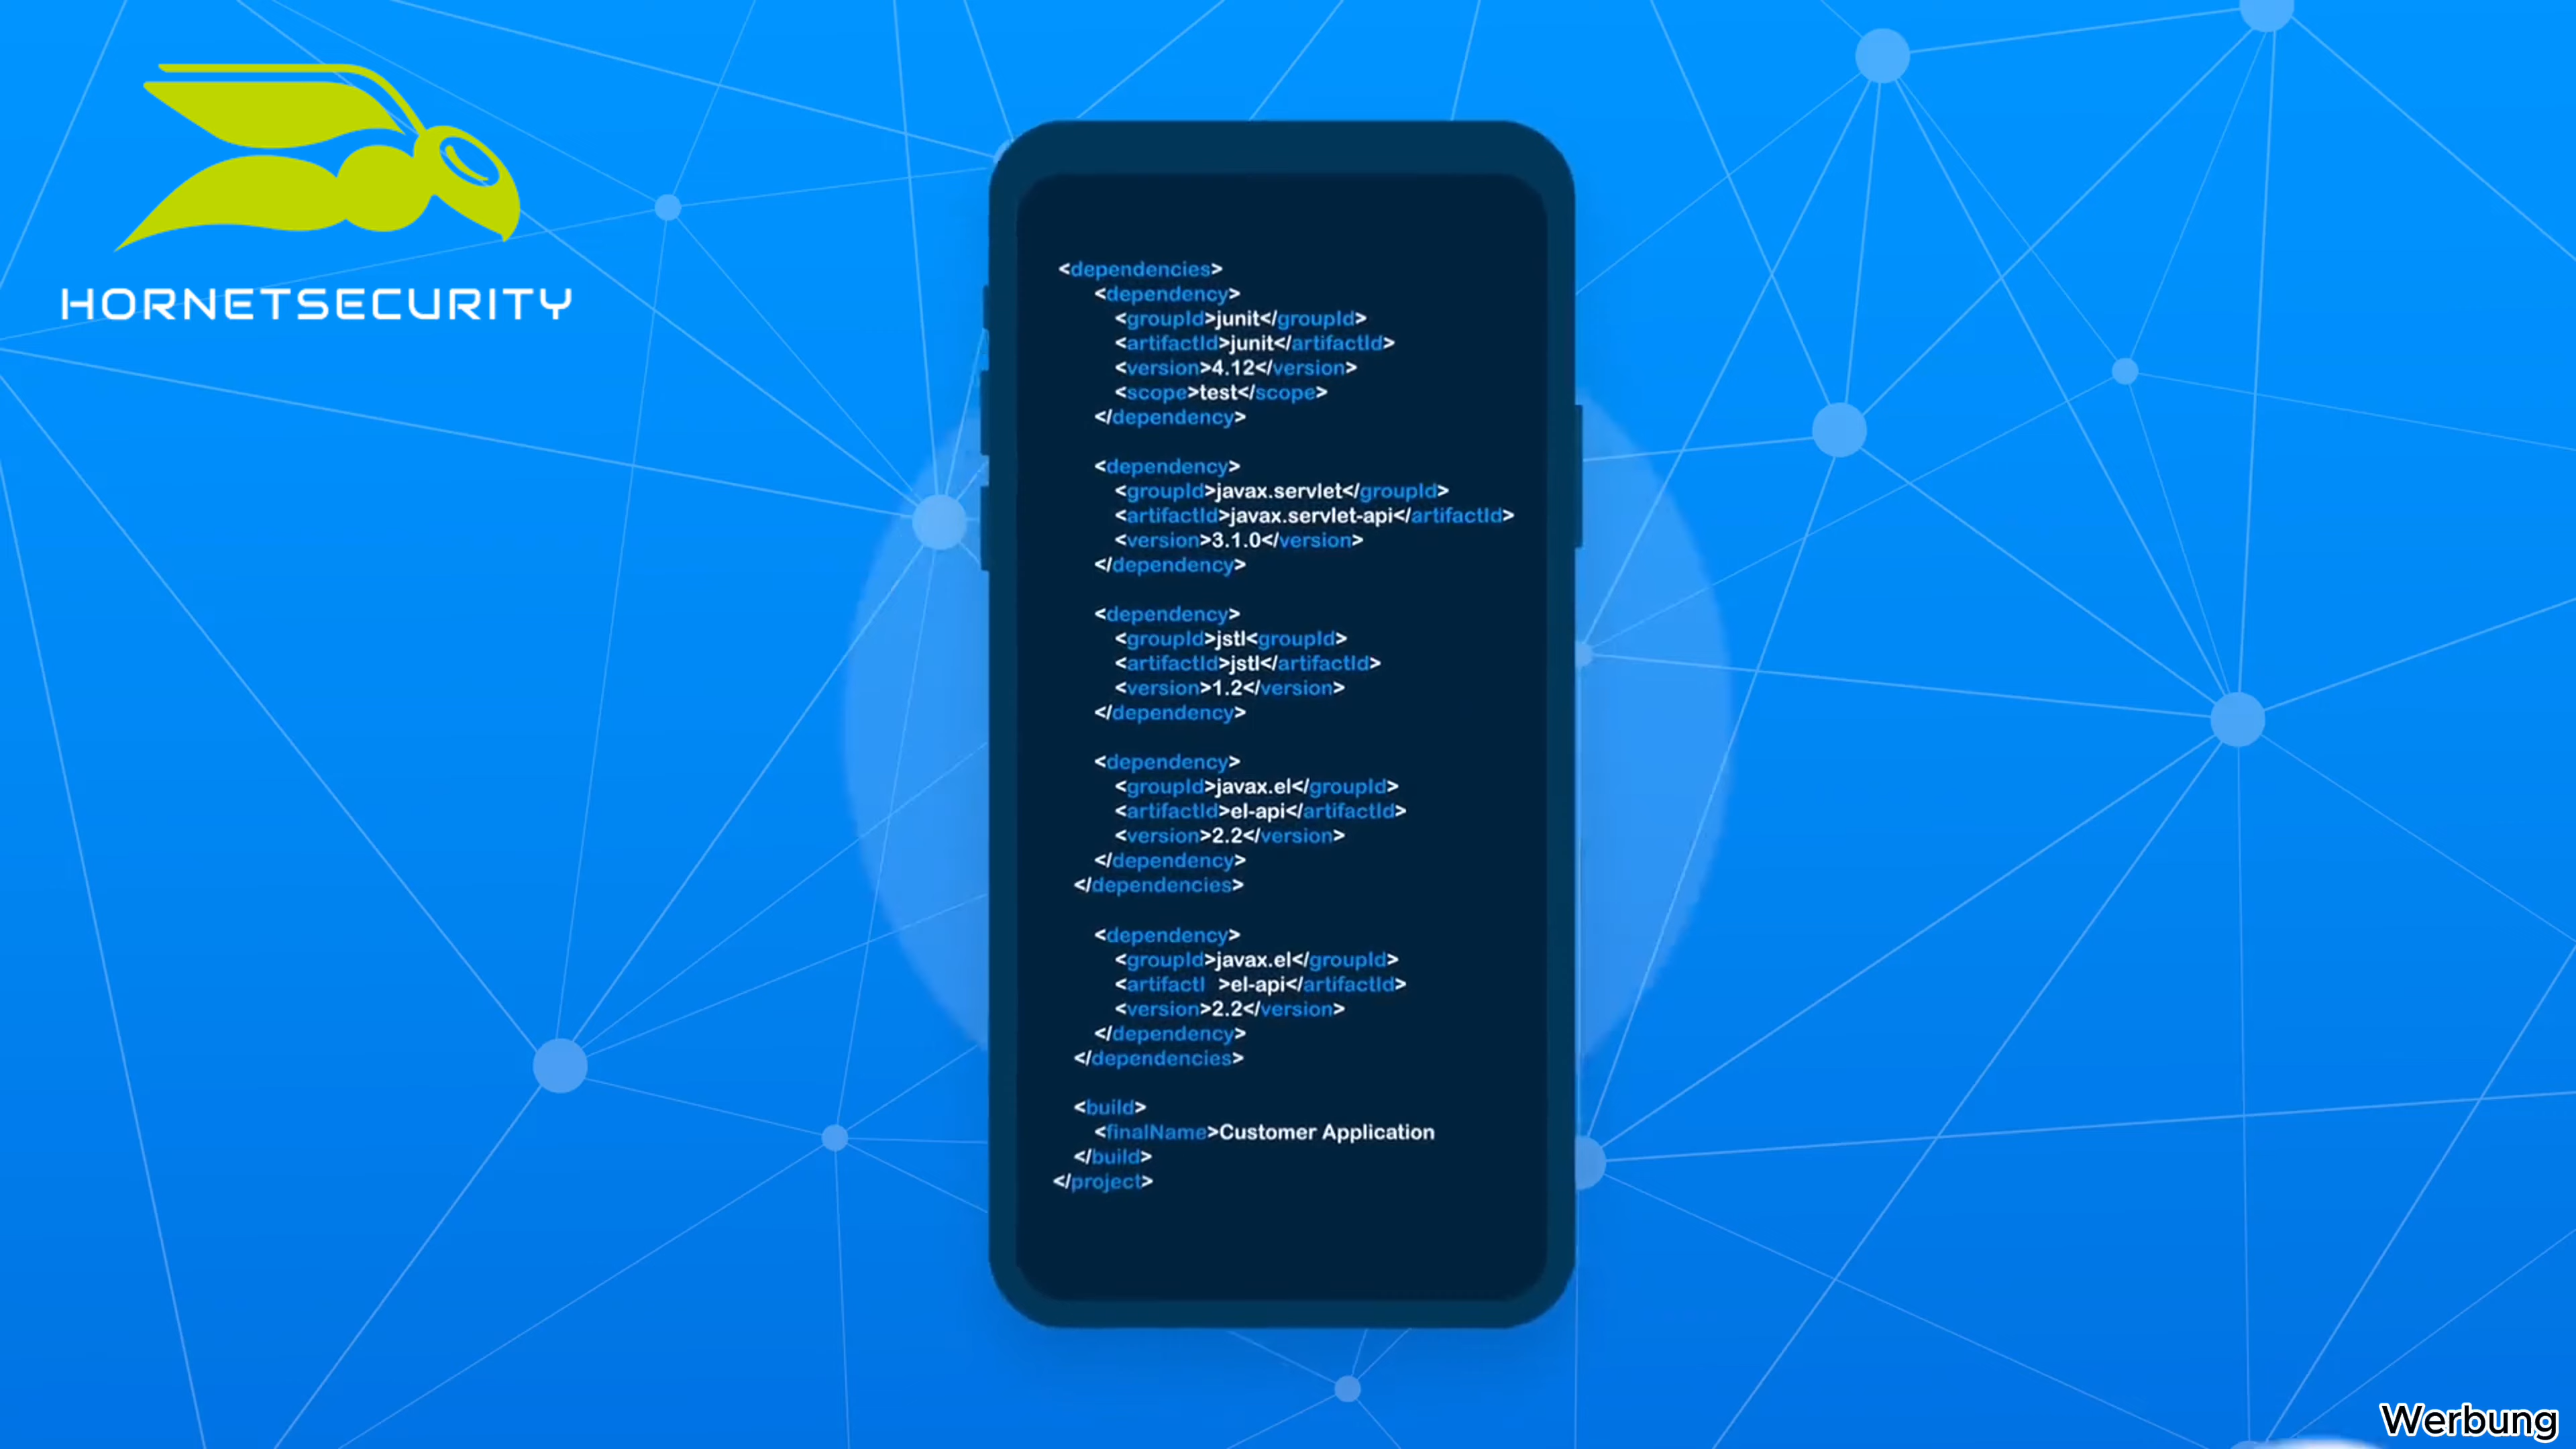 HORNETSECURITY
<dependencies>
<dependency>
<groupId>junit</groupId>
<artifactId>junit</artifactId>
<version>4.12</version>
<scope>test</scope>
</dependency>
<dependency>
<groupId>javax.servlet</groupId>
<artifactId>javax.servlet-api</artifactId>
<version>3.1.0</version>
</dependency>
<dependency>
<groupId>jstl<groupId>
<artifactId>jstl</artifactId>
<version>1.2</version>
</dependency>
<dependency>
<groupId>javax.el</groupId>
<artifactId>el-api</artifactId>
<version>2.2</version>
</dependency>
</dependencies>
<dependency>
<groupId>javax.el</groupId>
<artifactI >el-api</artifactId>
<version>2.2</version>
</dependency>
</dependencies>
<build>
<finalName>Customer Application
</build>
</project>
Werbung